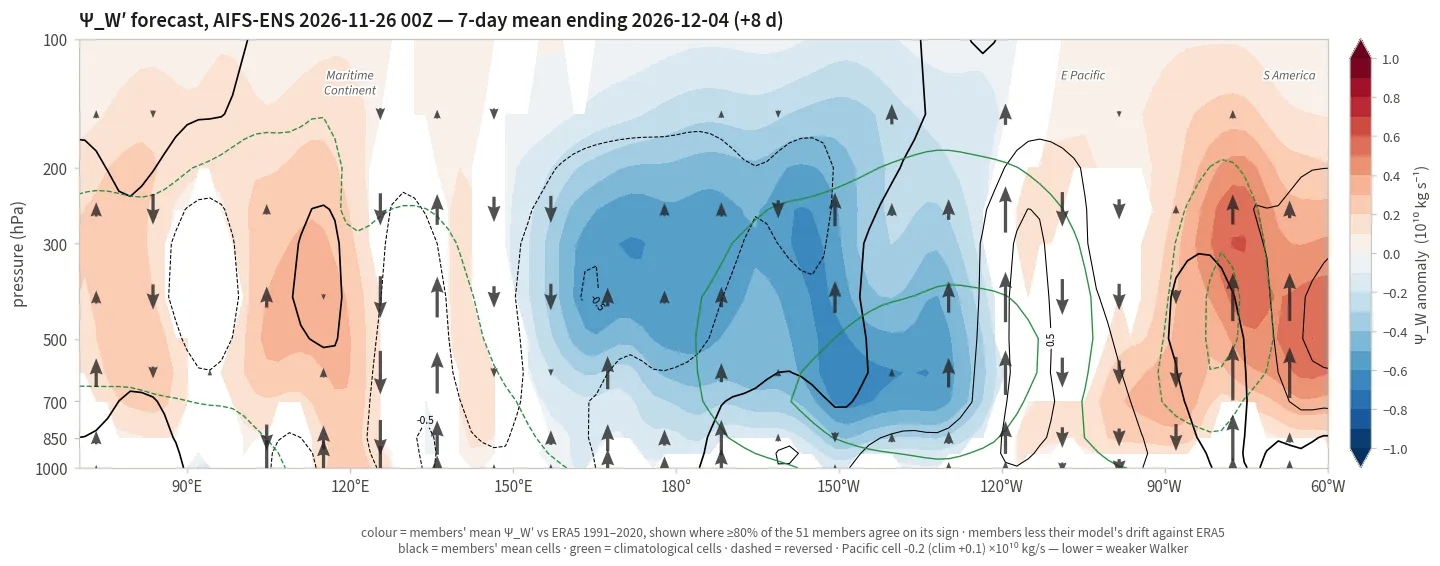 Ψ_W′ forecast, AIFS-ENS 2026-11-26 00Z — 7-day mean ending 2026-12-04 (+8 d)
100
200
300
400
500
700
850
1000
pressure (hPa)
Maritime
Continent
E Pacific
S America
-0.5
-0.5
0.5
90°E
120°E
150°E
180°
150°W
120°W
90°W
60°W
1.0
0.8
0.6
0.4
0.2
0.0
−0.2
−0.4
−0.6
−0.8
−1.0
Ψ_W anomaly (10¹⁰ kg s⁻¹)
colour = members' mean Ψ_W′ vs ERA5 1991–2020, shown where ≥80% of the 51 members agree on its sign · members less their model's drift against ERA5
black = members' mean cells · green = climatological cells · dashed = reversed · Pacific cell -0.2 (clim +0.1) ×10¹⁰ kg/s — lower = weaker Walker